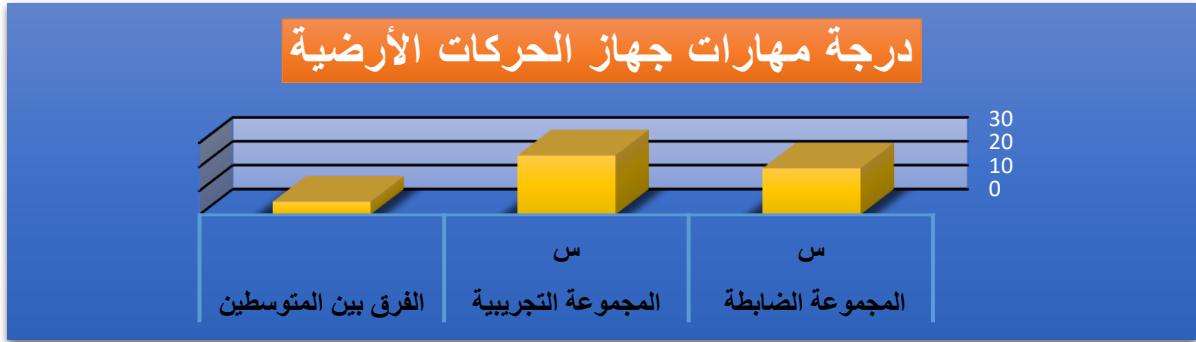 درجة مهارات جهاز الحركات الأرضية
30
20
10
0
س
المجموعة الضابطة
س
المجموعة التجريبية
الفرق بين المتوسطين